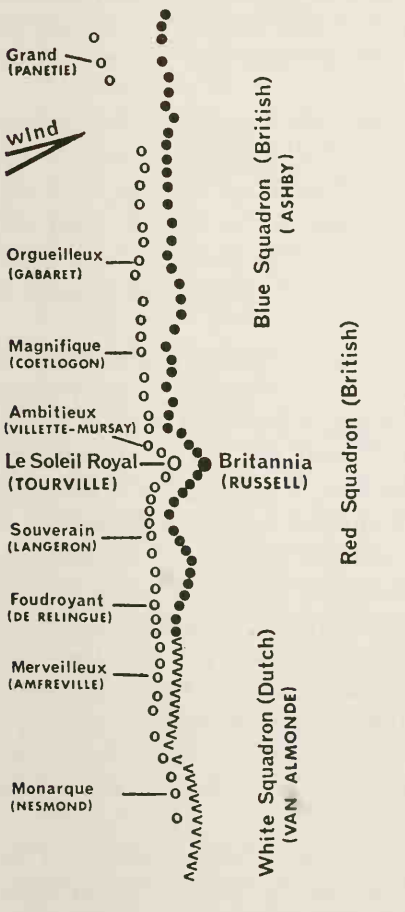 Grand
(PANETIE)
wind
Orgueilleux
(GABARET)
Magnifique
(COETLOGON)
Ambitieux
(VILLETTE-MURSAY)
Le Soleil Royal
(TOURVILLE)
Souverain
(LANGERON)
Foudroyant
(DE RELINGUE)
Merveilleux
(AMFREVILLE)
Monarque
(NESMOND)
Britannia
(RUSSELL)
Blue Squadron (British)
(ASHBY)
Red Squadron (British)
White Squadron (Dutch)
(VAN ALMONDE)